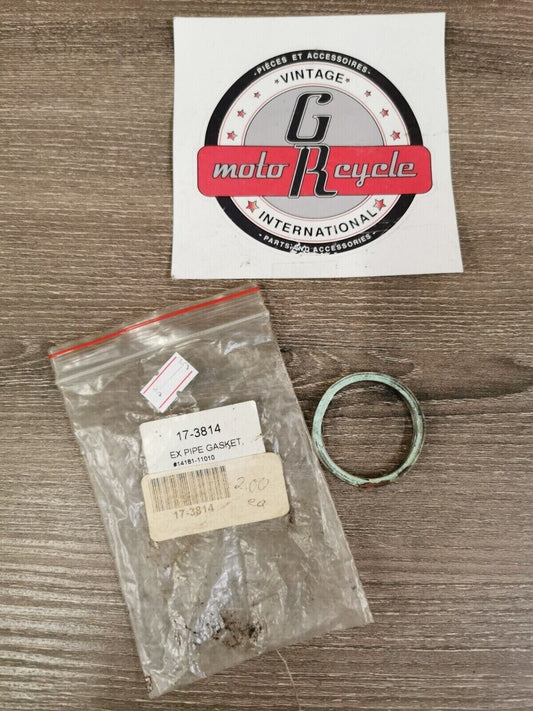 PIÈCES ET ACCESSOIRES
VINTAGE
G
moto R cycle
INTERNATIONAL
PARTS AND ACCESSORIES
17-3814
EX PIPE GASKET,
#14181-11010
2.00
ea
17-3814